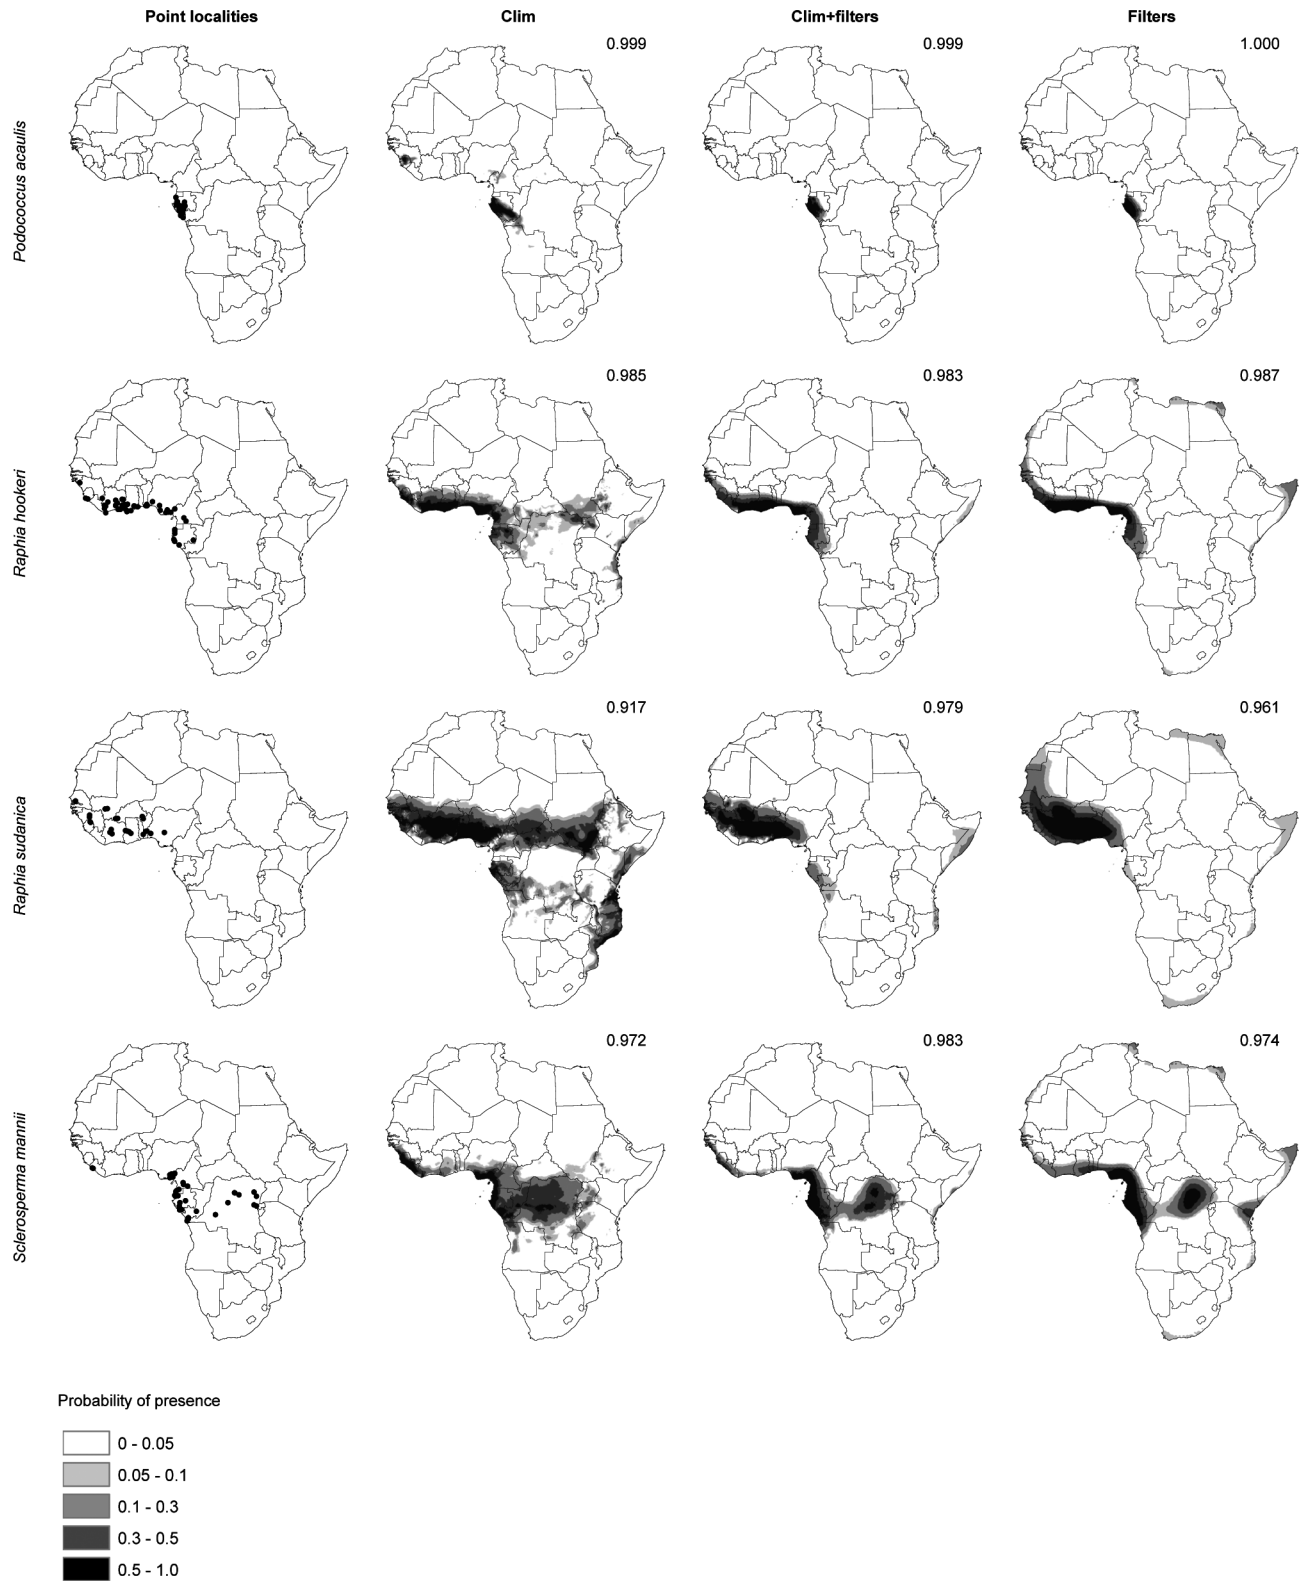 Point localities
Clim
Clim+filters
Filters
Podococcus acaulis
0.999
0.999
1.000
Raphia hookeri
0.985
0.983
0.987
Raphia sudanica
0.917
0.979
0.961
Sclerosperma mannii
0.972
0.983
0.974
Probability of presence
0 - 0.05
0.05 - 0.1
0.1 - 0.3
0.3 - 0.5
0.5 - 1.0